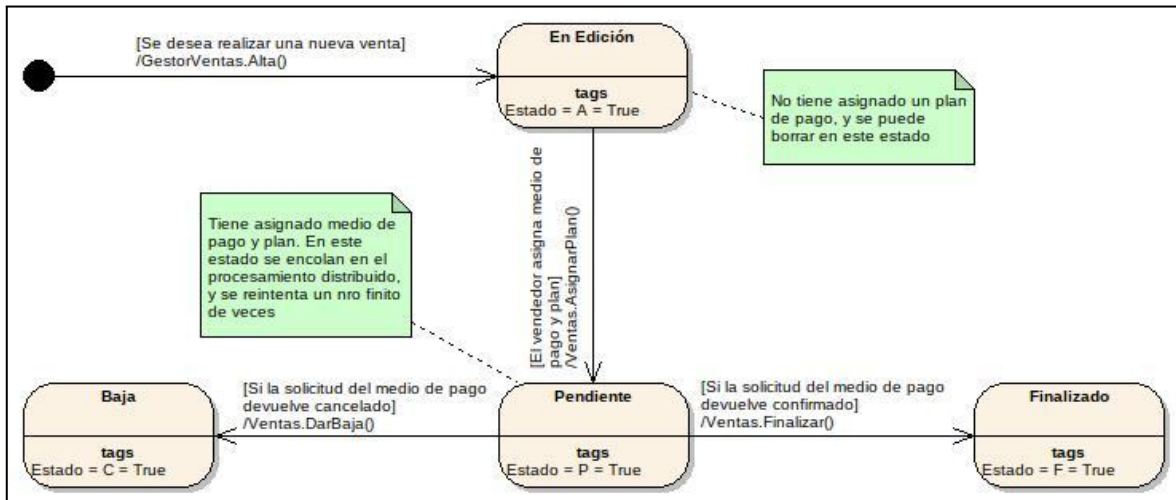 [Se desea realizar una nueva venta]
/GestorVentas.Alta()
En Edición
tags
Estado = A = True
No tiene asignado un plan
de pago, y se puede
borrar en este estado
[El vendedor asigna medio de
pago y plan]
/Ventas.AsignarPlan()
Tiene asignado medio de
pago y plan. En este
estado se encolan en el
procesamiento distribuido,
y se reintenta un nro finito
de veces
Baja
tags
Estado = C = True
[Si la solicitud del medio de pago
devuelve cancelado]
/Ventas.DarBaja()
Pendiente
tags
Estado = P = True
[Si la solicitud del medio de pago
devuelve confirmado]
/Ventas.Finalizar()
Finalizado
tags
Estado = F = True